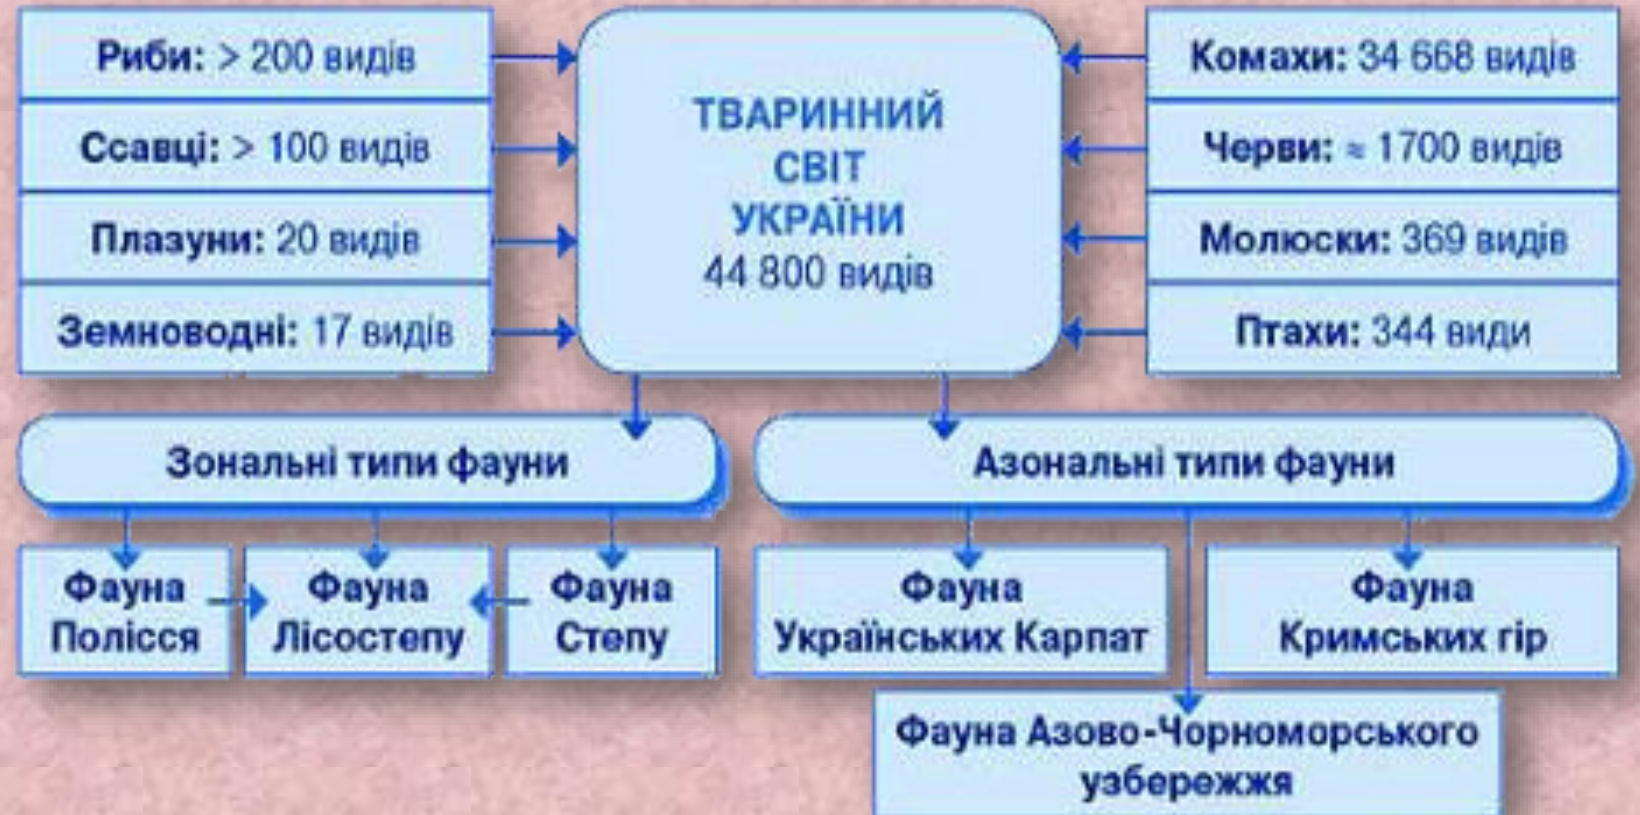 Риби: > 200 видів
Ссавці: > 100 видів
Плазуни: 20 видів
Земноводні: 17 видів
ТВАРИННИЙ
СВІТ
УКРАЇНИ
44 800 видів
Комахи: 34 668 видів
Черви: ≈ 1700 видів
Молюски: 369 видів
Птахи: 344 види
Зональні типи фауни
Азональні типи фауни
Фауна
Полісся
Фауна
Лісостепу
Фауна
Степу
Фауна
Українських Карпат
Фауна
Кримських гір
Фауна Азово-Чорноморського
узбережжя